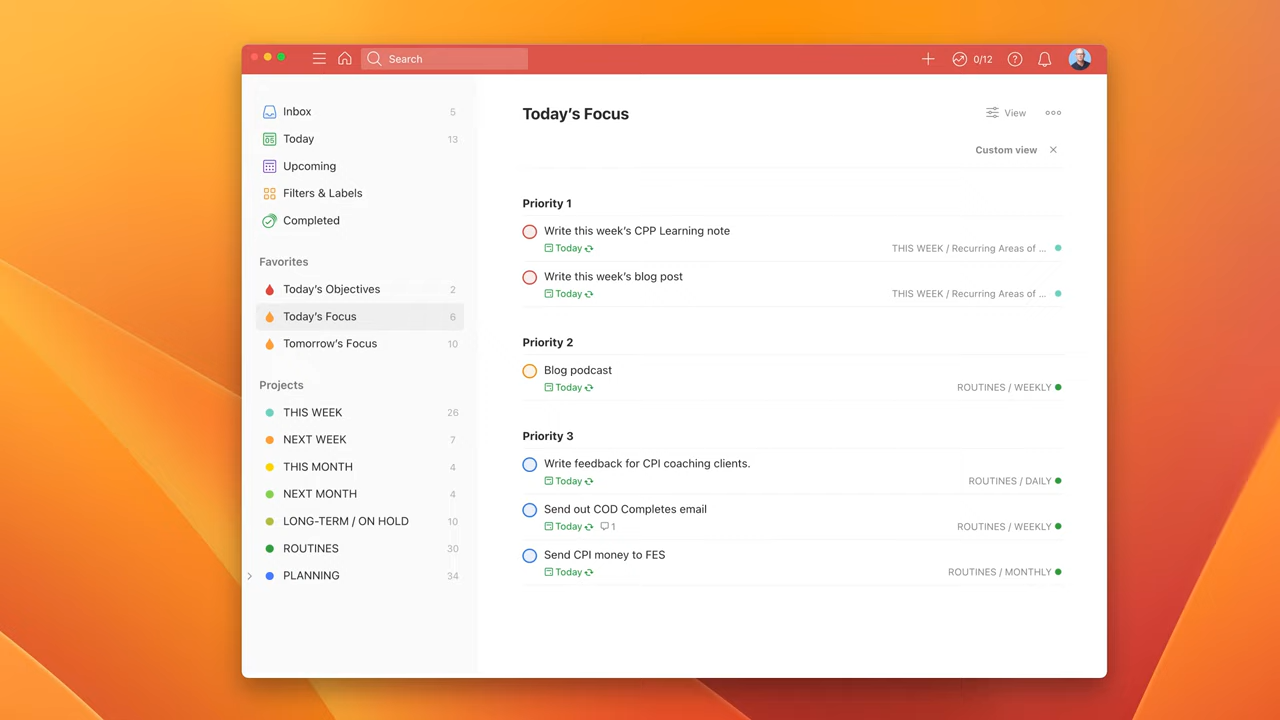 Search
0/12
Inbox 5
05
Today 13
Upcoming
Filters & Labels
Completed
Favorites
Today's Objectives 2
Today's Focus 6
Tomorrow's Focus 10
Projects
THIS WEEK 26
NEXT WEEK 7
THIS MONTH 4
NEXT MONTH 4
LONG-TERM / ON HOLD 10
ROUTINES 30
PLANNING 34
Today’s Focus
View
Custom view
Priority 1
Write this week’s CPP Learning note
Today THIS WEEK / Recurring Areas of ...
Write this week’s blog post
Today THIS WEEK / Recurring Areas of ...
Priority 2
Blog podcast
Today ROUTINES / WEEKLY
Priority 3
Write feedback for CPI coaching clients.
Today ROUTINES / DAILY
Send out COD Completes email
Today 1 ROUTINES / WEEKLY
Send CPI money to FES
Today ROUTINES / MONTHLY